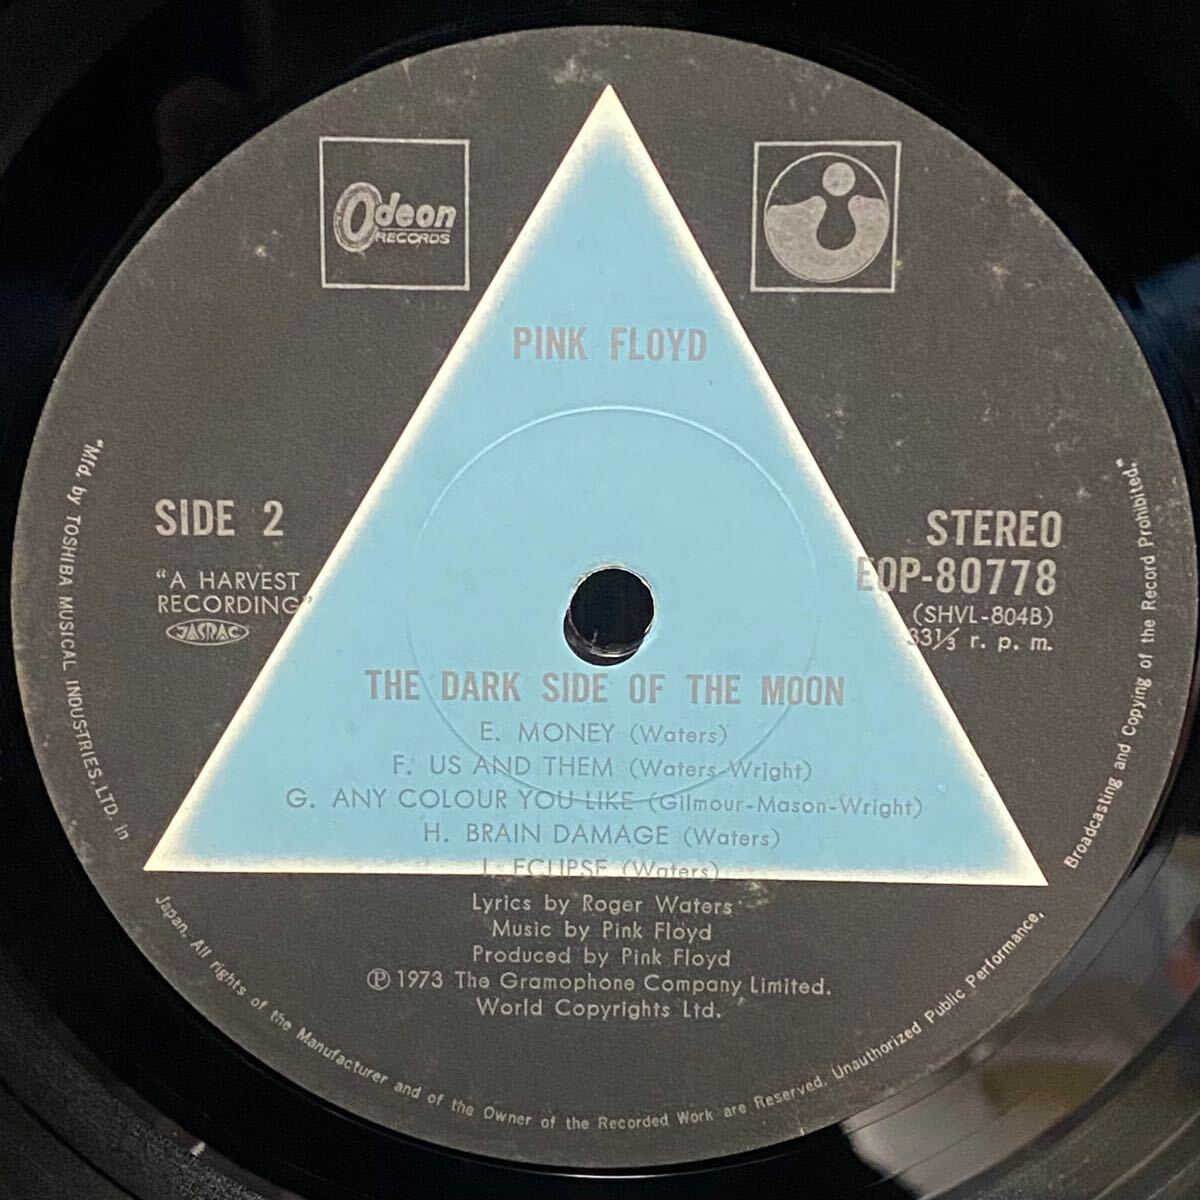 Odeon
RECORDS
PINK FLOYD
SIDE 2
"A HARVEST
RECORDING"
JASRAC
STEREO
EOP-80778
(SHVL-804B)
33⅓ r. p. m.
THE DARK SIDE OF THE MOON
E. MONEY (Waters)
F. US AND THEM (Waters-Wright)
G. ANY COLOUR YOU LIKE (Gilmour-Mason-Wright)
H. BRAIN DAMAGE (Waters)
I. ECLIPSE (Waters)
Lyrics by Roger Waters
Music by Pink Floyd
Produced by Pink Floyd
℗ 1973 The Gramophone Company Limited.
World Copyrights Ltd.
"Mfd. by TOSHIBA MUSICAL INDUSTRIES, LTD. in Japan. All rights of the Manufacturer and of the Owner of the Recorded Work are Reserved. Unauthorized Public Performance, Broadcasting and Copying of the Record Prohibited."